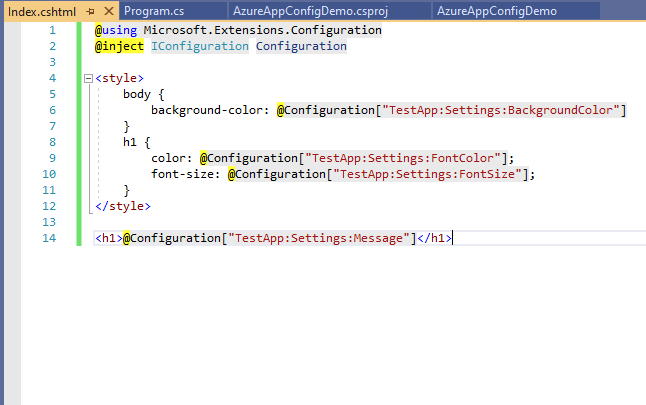 Index.cshtml Program.cs AzureAppConfigDemo.csproj AzureAppConfigDemo
1 @using Microsoft.Extensions.Configuration
2 @inject IConfiguration Configuration
3
4 <style>
5 body {
6 background-color: @Configuration["TestApp:Settings:BackgroundColor"]
7 }
8 h1 {
9 color: @Configuration["TestApp:Settings:FontColor"];
10 font-size: @Configuration["TestApp:Settings:FontSize"];
11 }
12 </style>
13
14 <h1>@Configuration["TestApp:Settings:Message"]</h1>